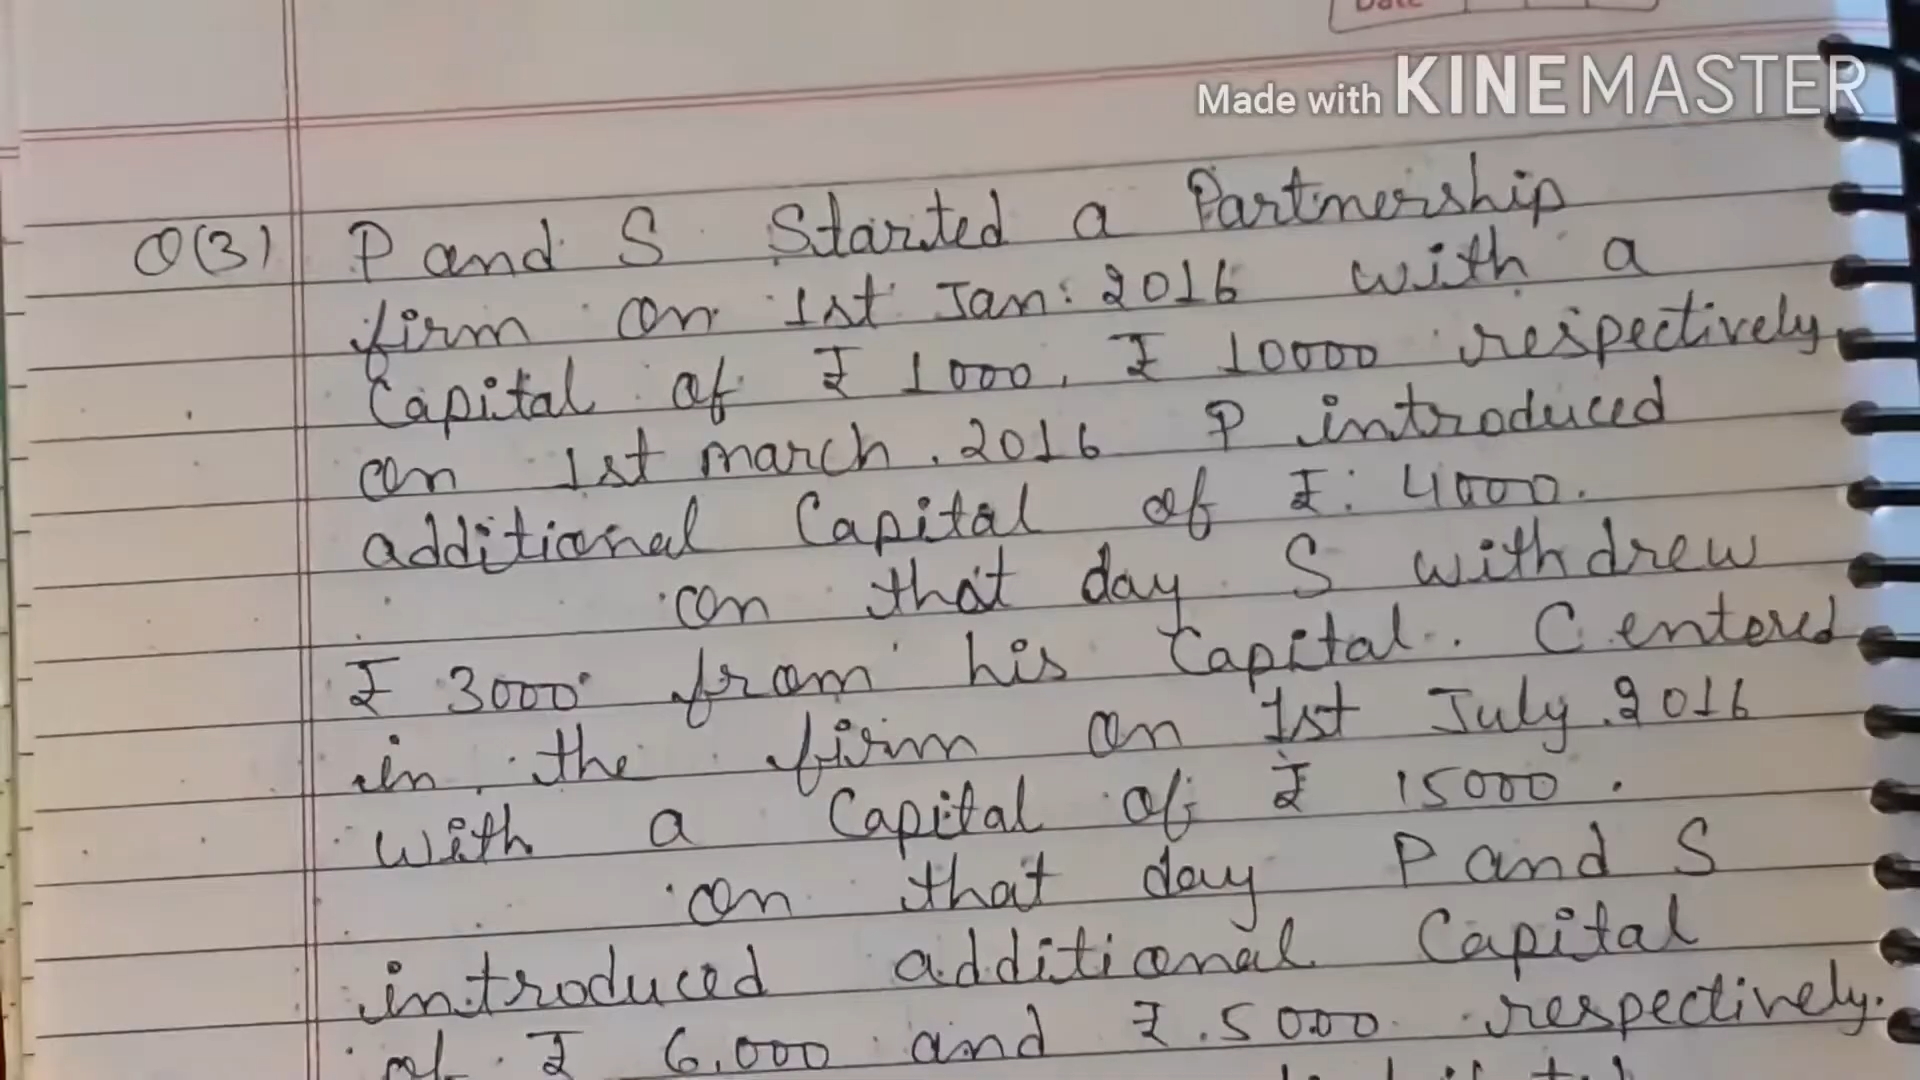 Date
Made with KINEMASTER
Q(3) P and S Started a Partnership
firm on 1st Jan: 2016 with a
Capital of ₹ 1000, ₹ 10000 respectively
on 1st march. 2016 P introduced
additional Capital of ₹: 4000.
on that day S withdrew
₹ 3000 from his Capital. C entered
in the firm on 1st July.2016
with a Capital of ₹ 15000.
on that day P and S
introduced additional Capital
of ₹ 6,000 and ₹.5000 respectively.